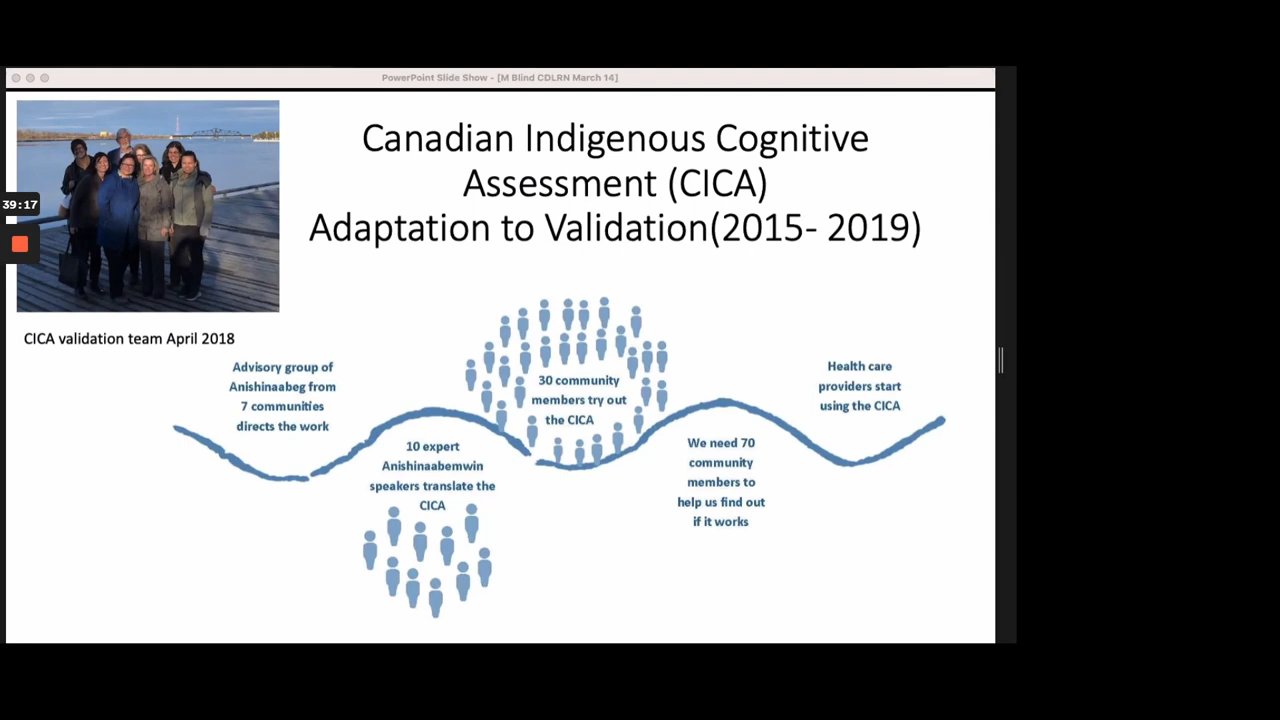 PowerPoint Slide Show - [M Blind CDLRN March 14]
Canadian Indigenous Cognitive
Assessment (CICA)
Adaptation to Validation(2015- 2019)
39:17
CICA validation team April 2018
Advisory group of
Anishinaabeg from
7 communities
directs the work
10 expert
Anishinaabemwin
speakers translate the
CICA
30 community
members try out
the CICA
We need 70
community
members to
help us find out
if it works
Health care
providers start
using the CICA